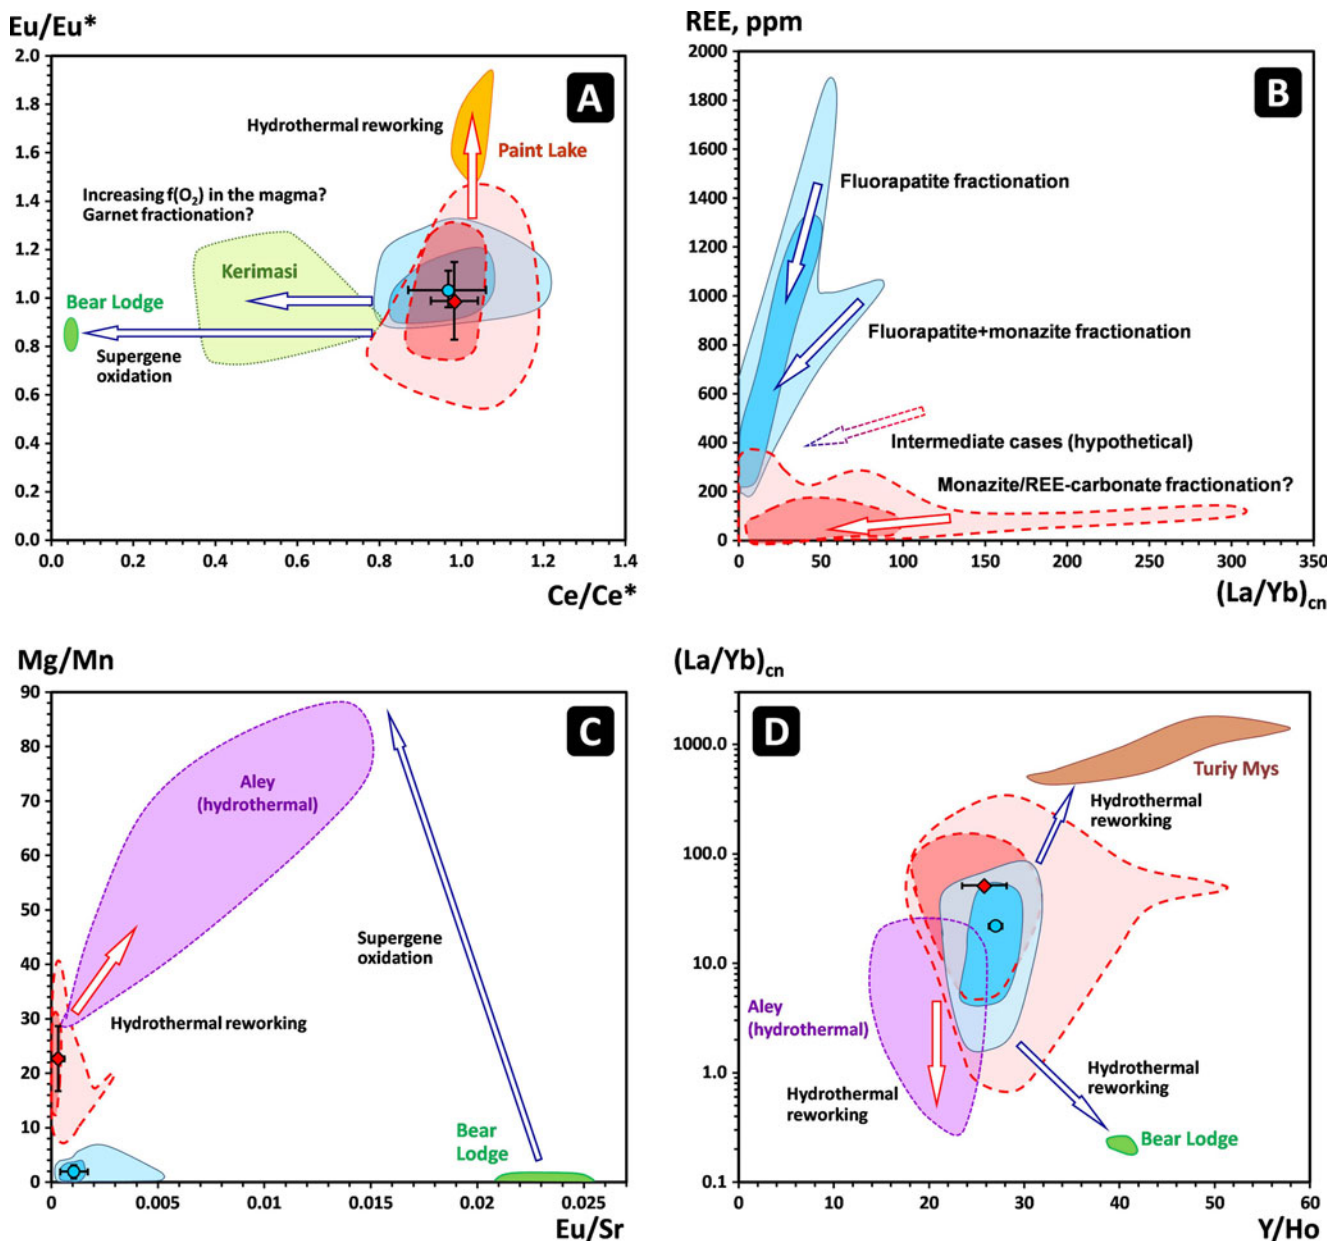 Eu/Eu*
2.0
1.8
1.6
1.4
1.2
1.0
0.8
0.6
0.4
0.2
0.0
0.0 0.2 0.4 0.6 0.8 1.0 1.2 1.4
Ce/Ce*
A
Hydrothermal reworking
Paint Lake
Increasing f(O₂) in the magma?
Garnet fractionation?
Kerimasi
Bear Lodge
Supergene
oxidation
REE, ppm
2000
1800
1600
1400
1200
1000
800
600
400
200
0
0 50 100 150 200 250 300 350
(La/Yb)cn
B
Fluorapatite fractionation
Fluorapatite+monazite fractionation
Intermediate cases (hypothetical)
Monazite/REE-carbonate fractionation?
Mg/Mn
90
80
70
60
50
40
30
20
10
0
0.005 0.01 0.015 0.02 0.025
Eu/Sr
C
Aley
(hydrothermal)
Supergene
oxidation
Hydrothermal reworking
Bear
Lodge
(La/Yb)cn
1000.0
100.0
10.0
1.0
0.1
0 10 20 30 40 50 60
Y/Ho
D
Turiy Mys
Hydrothermal
reworking
Aley
(hydrothermal)
Hydrothermal
reworking
Hydrothermal
reworking
Bear Lodge